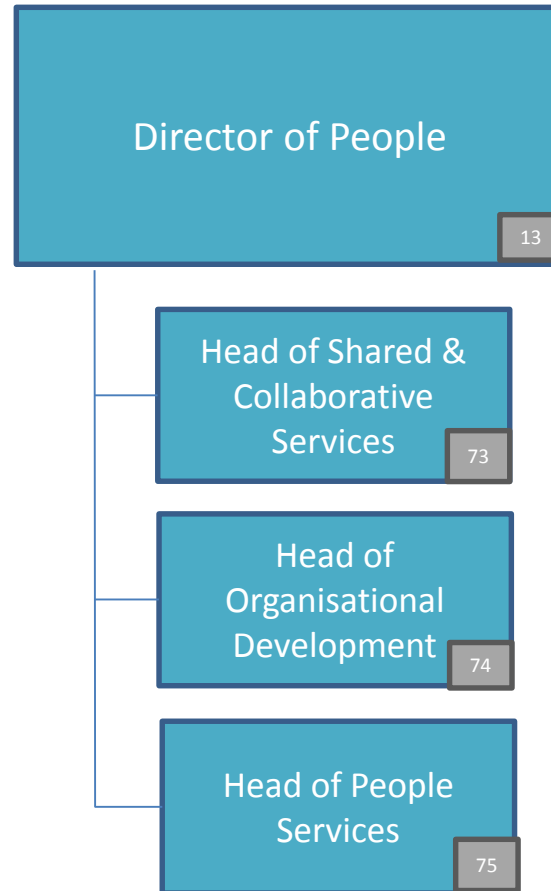 Director of People
13
Head of Shared &
Collaborative
Services
73
Head of
Organisational
Development
74
Head of People
Services
75